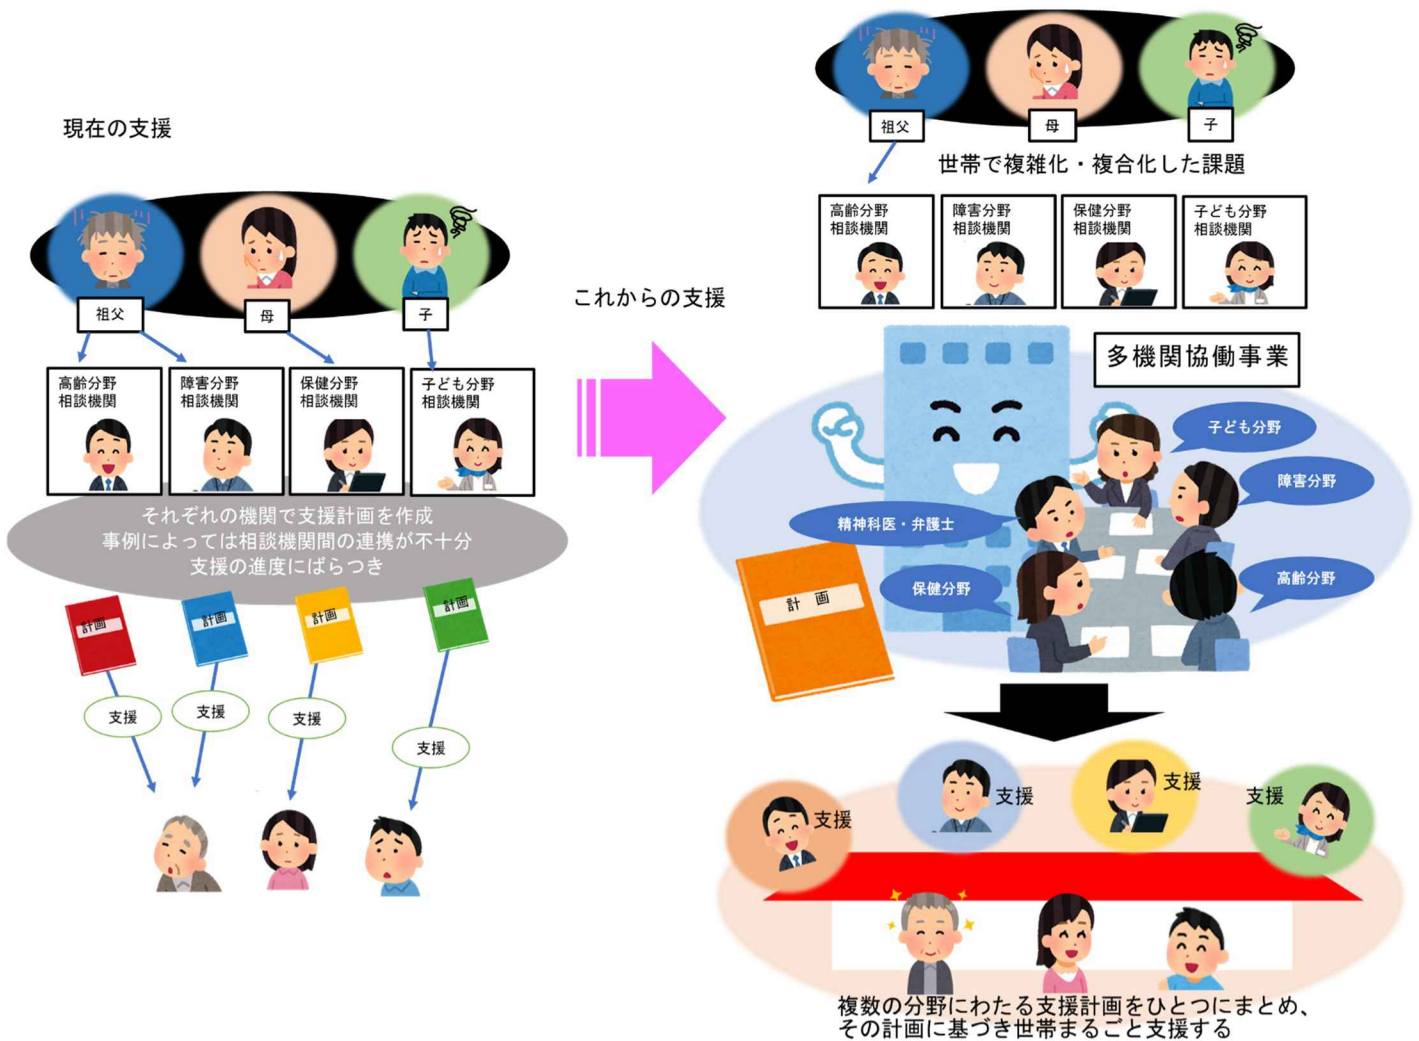 現在の支援
祖父
母
子
高齢分野
相談機関
障害分野
相談機関
保健分野
相談機関
子ども分野
相談機関
それぞれの機関で支援計画を作成
事例によっては相談機関間の連携が不十分
支援の進度にばらつき
計画
計画
計画
計画
支援
支援
支援
支援
これからの支援
祖父
母
子
世帯で複雑化・複合化した課題
高齢分野
相談機関
障害分野
相談機関
保健分野
相談機関
子ども分野
相談機関
多機関協働事業
子ども分野
障害分野
精神科医・弁護士
高齢分野
保健分野
計 画
支援
支援
支援
支援
複数の分野にわたる支援計画をひとつにまとめ、
その計画に基づき世帯まるごと支援する